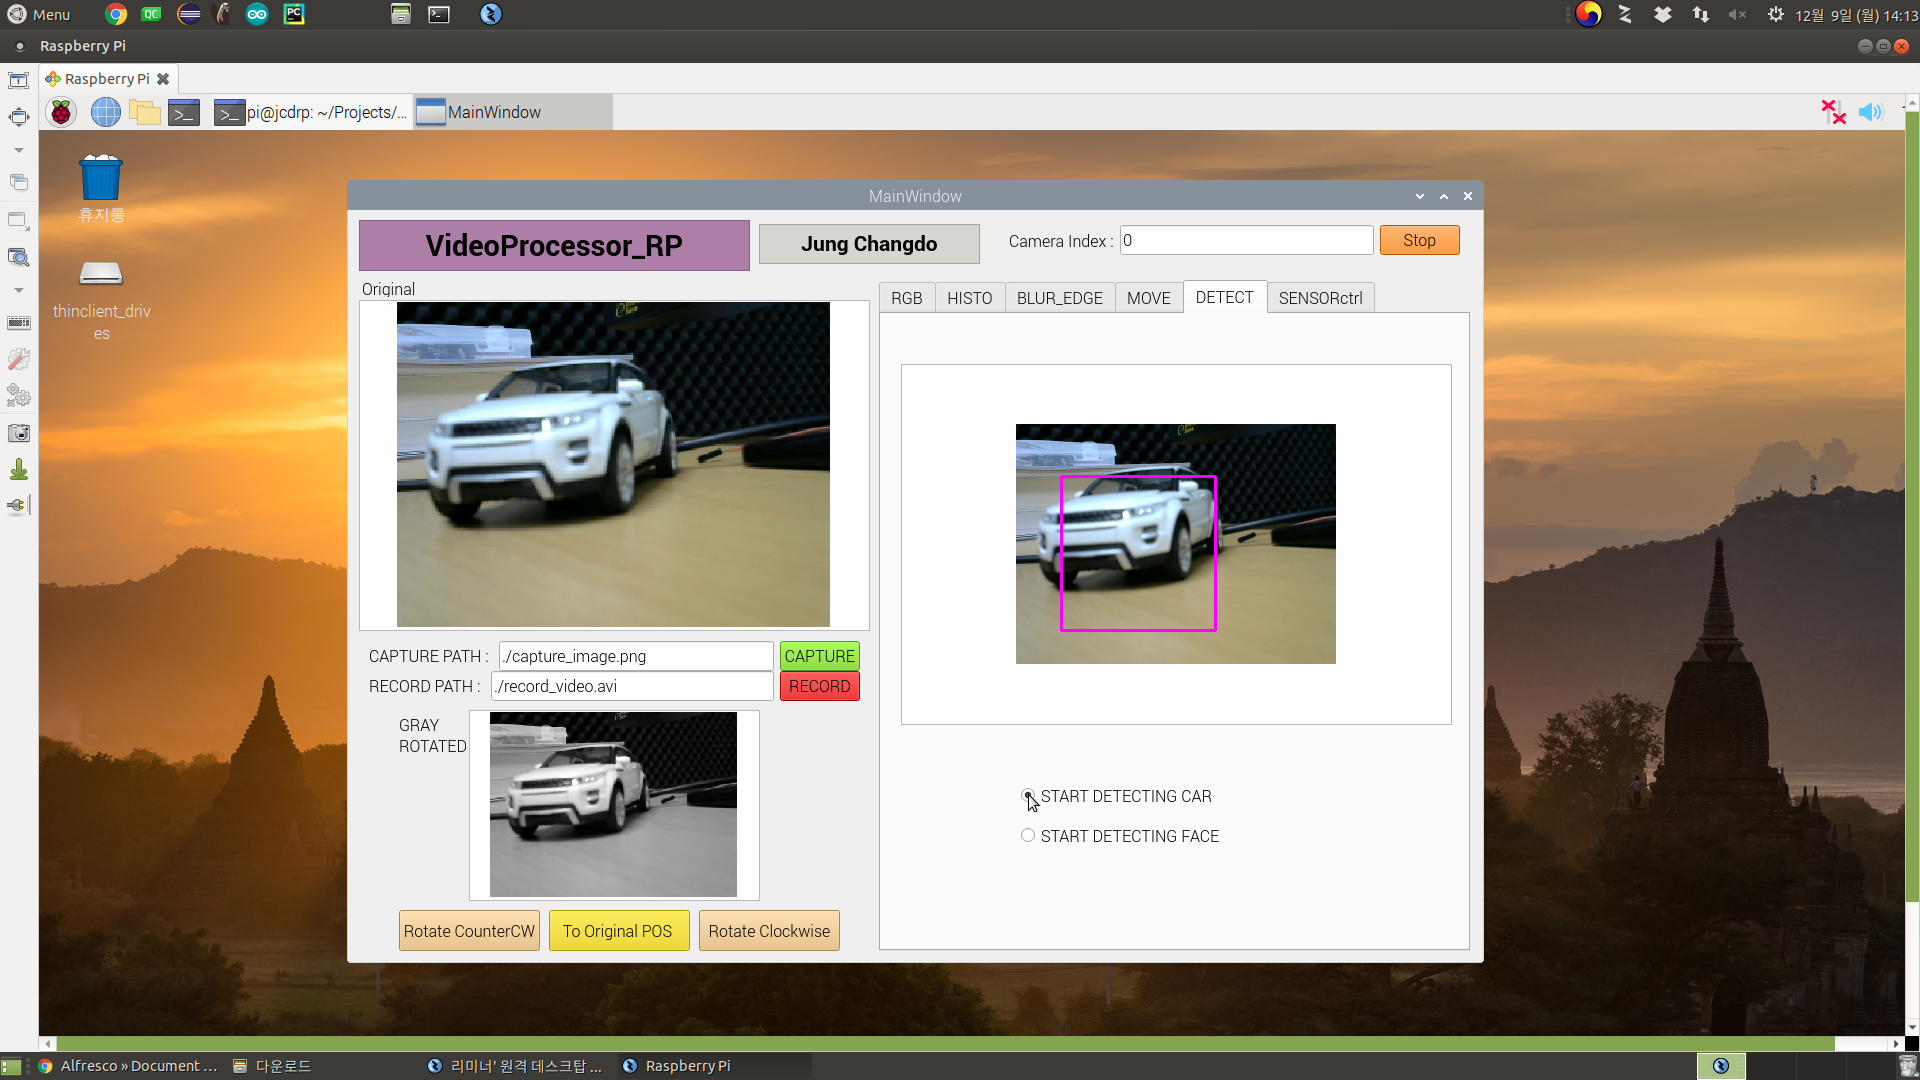 Menu
QC
PC
12월 9일 (월) 14:13
Raspberry Pi
Raspberry Pi
pi@jcdrp: ~/Projects/...
MainWindow
휴지통
thinclient_driv
es
MainWindow
VideoProcessor_RP
Jung Changdo
Camera Index :
0
Stop
Original
RGB
HISTO
BLUR_EDGE
MOVE
DETECT
SENSORctrl
CAPTURE PATH :
./capture_image.png
CAPTURE
RECORD PATH :
./record_video.avi
RECORD
GRAY
ROTATED
START DETECTING CAR
START DETECTING FACE
Rotate CounterCW
To Original POS
Rotate Clockwise
Alfresco » Document ...
다운로드
리미너' 원격 데스크탑 ...
Raspberry Pi